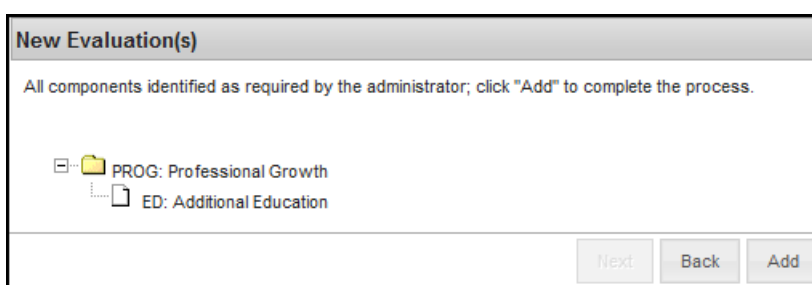 New Evaluation(s)
All components identified as required by the administrator; click "Add" to complete the process.
PROG: Professional Growth
ED: Additional Education
Next Back Add